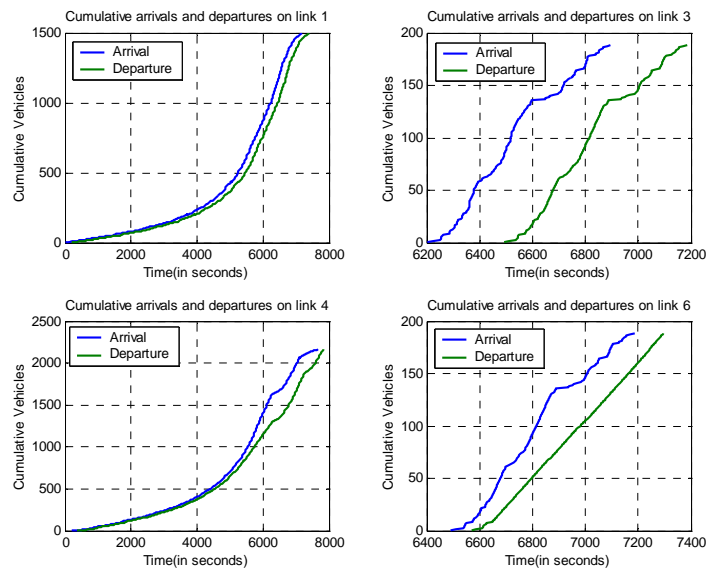 Cumulative arrivals and departures on link 1
1500
1000
500
0
Cumulative Vehicles
Arrival
Departure
0 2000 4000 6000 8000
Time(in seconds)
Cumulative arrivals and departures on link 3
200
150
100
50
0
Cumulative Vehicles
Arrival
Departure
6200 6400 6600 6800 7000 7200
Time(in seconds)
Cumulative arrivals and departures on link 4
2500
2000
1500
1000
500
0
Cumulative Vehicles
Arrival
Departure
0 2000 4000 6000 8000
Time(in seconds)
Cumulative arrivals and departures on link 6
200
150
100
50
0
Cumulative Vehicles
Arrival
Departure
6400 6600 6800 7000 7200 7400
Time(in seconds)